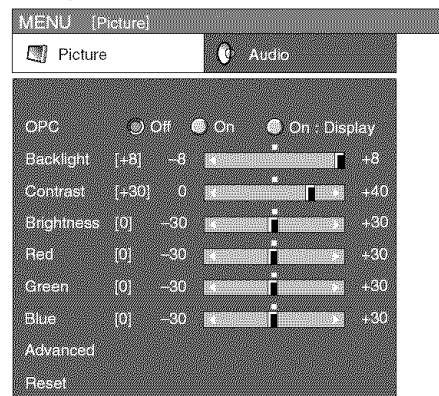 MENU [Picture]
Picture Audio
OPC Off On On : Display
Backlight [+8] –8 +8
Contrast [+30] 0 +40
Brightness [0] –30 +30
Red [0] –30 +30
Green [0] –30 +30
Blue [0] –30 +30
Advanced
Reset